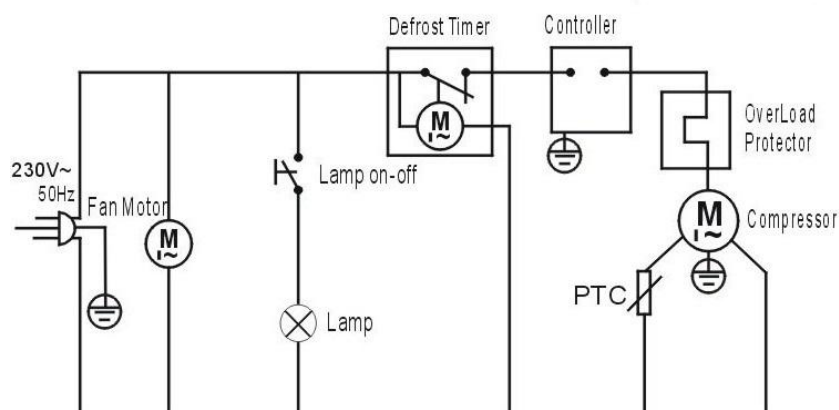 Defrost Timer
Controller
M
~
OverLoad
Protector
230V~
50Hz
Fan Motor
M
~
Lamp on-off
M
~
Compressor
PTC
Lamp